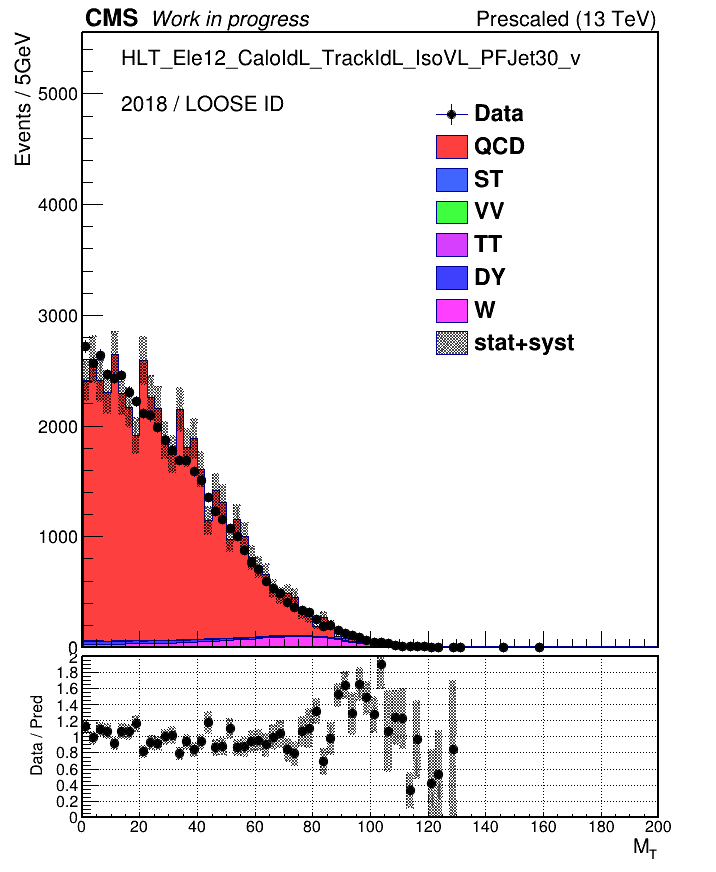 CMS Work in progress Prescaled (13 TeV)
HLT_Ele12_CaloIdL_TrackIdL_IsoVL_PFJet30_v
2018 / LOOSE ID
Events / 5GeV
5000
4000
3000
2000
1000
0
Data
QCD
ST
VV
TT
DY
W
stat+syst
Data / Pred
2
1.8
1.6
1.4
1.2
1
0.8
0.6
0.4
0.2
0
0 20 40 60 80 100 120 140 160 180 200
M_T